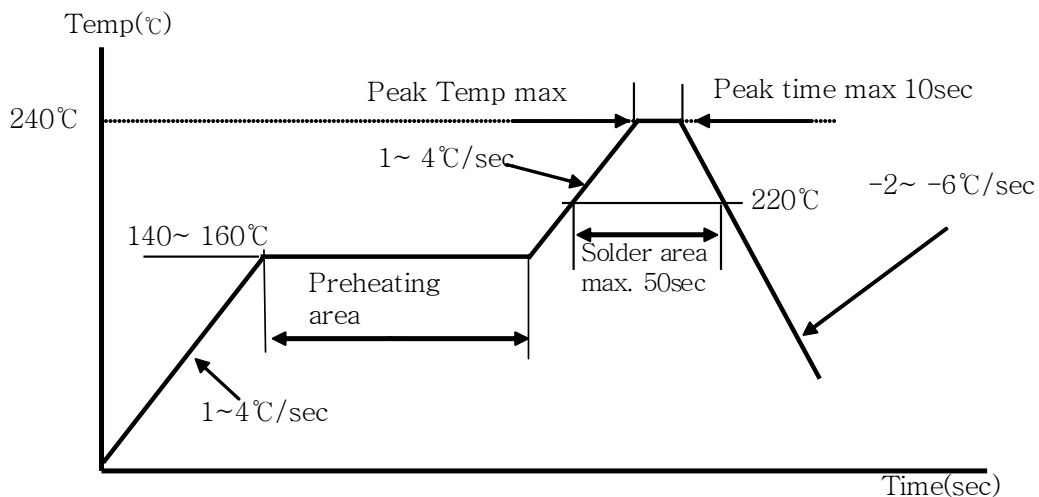 Temp(℃)
Peak Temp max
Peak time max 10sec
240℃
1~ 4℃/sec
-2~ -6℃/sec
220℃
140~ 160℃
Solder area
max. 50sec
Preheating
area
1~4℃/sec
Time(sec)